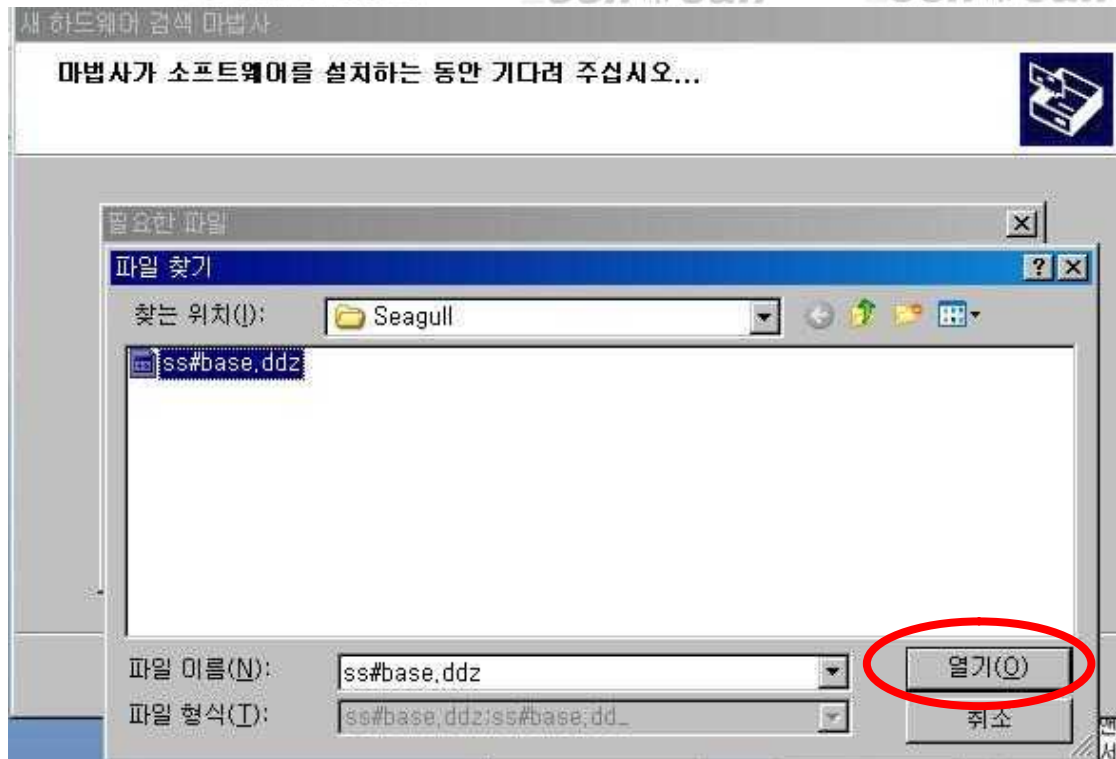 새 하드웨어 검색 마법사
마법사가 소프트웨어를 설치하는 동안 기다려 주십시오...
필요한 파일
파일 찾기
찾는 위치(I):
Seagull
ss#base.ddz
파일 이름(N):
ss#base.ddz
열기(O)
파일 형식(T):
ss#base.ddz;ss#base.dd_
취소